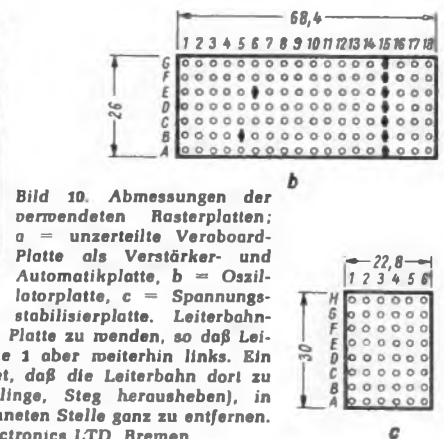 68,4
1 2 3 4 5 6 7 8 9 10 11 12 13 14 15 16 17 18
G
F
E
D
C
B
A
26
b
Bild 10. Abmessungen der
verwendeten Rasterplatten;
a = unzerteilte Veroboard-
Platte als Verstärker- und
Automatikplatte, b = Oszil-
latorplatte, c = Spannungs-
stabilisierplatte. Leiterbahn-
Platte zu wenden, so daß Lei-
e 1 aber weiterhin links. Ein
et, daß die Leiterbahn dort zu
linge, Steg herausheben), in
neten Stelle ganz zu entfernen.
ectronics LTD, Bremen
22,8
1 2 3 4 5 6
H
G
F
E
D
C
B
A
30
c